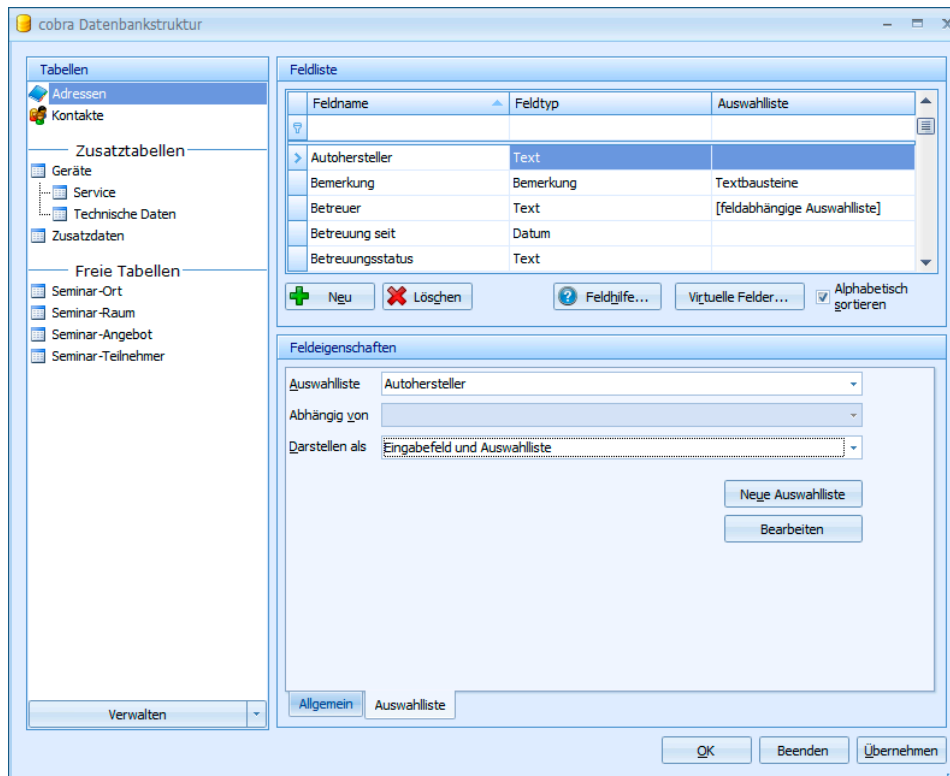 cobra Datenbankstruktur
Tabellen
Adressen
Kontakte
Zusatztabellen
Geräte
Service
Technische Daten
Zusatzdaten
Freie Tabellen
Seminar-Ort
Seminar-Raum
Seminar-Angebot
Seminar-Teilnehmer
Verwalten
Feldliste
Feldname Feldtyp Auswahlliste
Autohersteller Text
Bemerkung Bemerkung Textbausteine
Betreuer Text [feldabhängige Auswahlliste]
Betreuung seit Datum
Betreuungsstatus Text
Neu Löschen Feldhilfe... Virtuelle Felder... Alphabetisch
sortieren
Feldeigenschaften
Auswahlliste Autohersteller
Abhängig von
Darstellen als Eingabefeld und Auswahlliste
Neue Auswahlliste
Bearbeiten
Allgemein Auswahlliste
OK Beenden Übernehmen